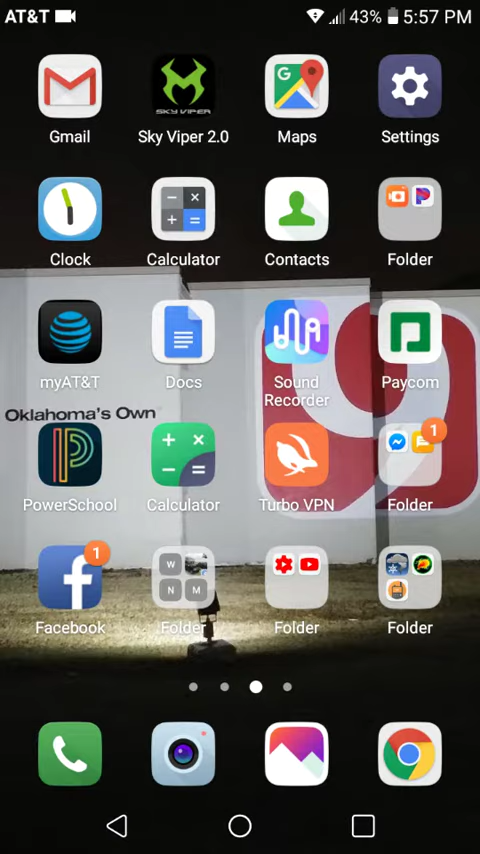 AT&T 43% 5:57 PM
SKY VIPER
Gmail Sky Viper 2.0 Maps Settings
Clock Calculator Contacts Folder
myAT&T Docs Sound Recorder Paycom
Oklahoma's Own
9
1
PowerSchool Calculator Turbo VPN Folder
1
W
N M
Facebook Folder Folder Folder